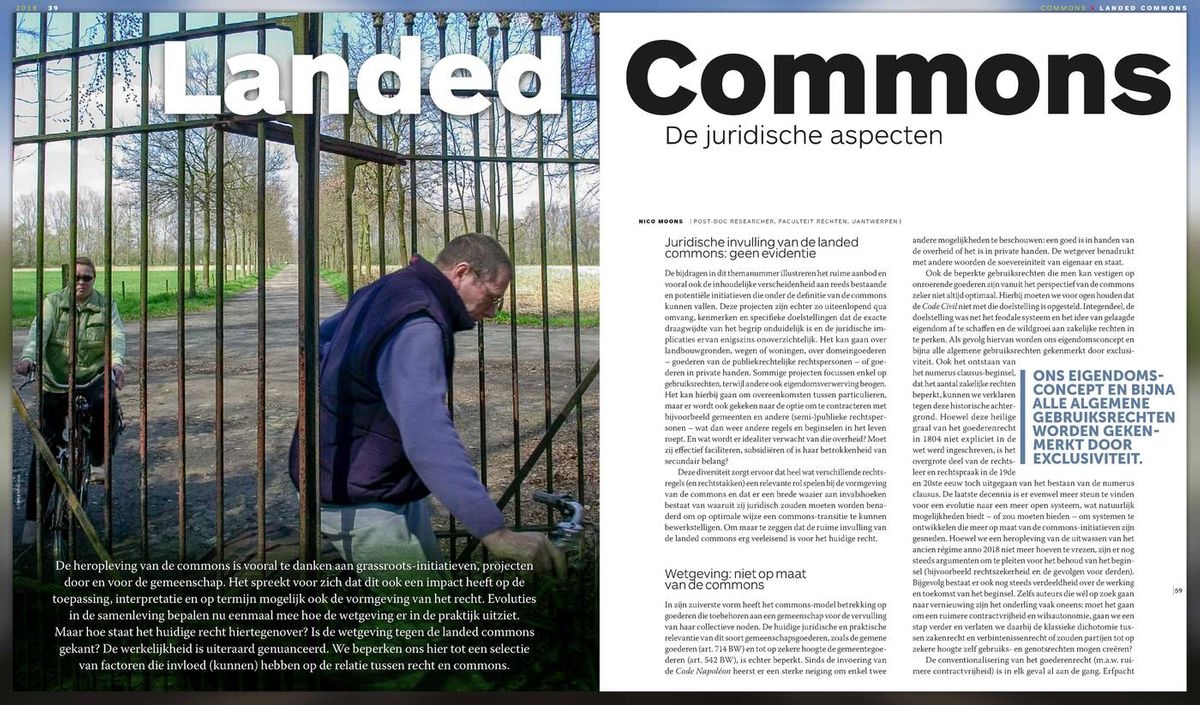 2018 39
COMMONS > LANDED COMMONS
Landed Commons
De juridische aspecten
De heropleving van de commons is vooral te danken aan grassroots-initiatieven, projecten
door en voor de gemeenschap. Het spreekt voor zich dat dit ook een impact heeft op de
toepassing, interpretatie en op termijn mogelijk ook de vormgeving van het recht. Evoluties
in de samenleving bepalen nu eenmaal mee hoe de wetgeving er in de praktijk uitziet.
Maar hoe staat het huidige recht hiertegenover? Is de wetgeving tegen de landed commons
gekant? De werkelijkheid is uiteraard genuanceerd. We beperken ons hier tot een selectie
van factoren die invloed (kunnen) hebben op de relatie tussen recht en commons.
NICO MOONS | POST-DOC RESEARCHER, FACULTEIT RECHTEN, UANTWERPEN |
Juridische invulling van de landed
commons: geen evidentie
De bijdragen in dit themanummer illustreren het ruime aanbod en
vooral ook de inhoudelijke verscheidenheid aan reeds bestaande
en potentiële initiatieven die onder de definitie van de commons
kunnen vallen. Deze projecten zijn echter zo uiteenlopend qua
omvang, kenmerken en specifieke doelstellingen dat de exacte
draagwijdte van het begrip onduidelijk is en de juridische im-
plicaties ervan enigszins onoverzichtelijk. Het kan gaan over
landbouwgronden, wegen of woningen, over domeingoederen
– goederen van de publiekrechtelijke rechtspersonen – of goe-
deren in private handen. Sommige projecten focussen enkel op
gebruiksrechten, terwijl andere ook eigendomsverwerving beogen.
Het kan hierbij gaan om overeenkomsten tussen particulieren,
maar er wordt ook gekeken naar de optie om te contracteren met
bijvoorbeeld gemeenten en andere (semi-)publieke rechtsper-
sonen – wat dan weer andere regels en beginselen in het leven
roept. En wat wordt er idealiter verwacht van die overheid? Moet
zij effectief faciliteren, subsidiëren of is haar betrokkenheid van
secundair belang?
Deze diversiteit zorgt ervoor dat heel wat verschillende rechts-
regels (en rechtstakken) een relevante rol spelen bij de vormgeving
van de commons en dat er een brede waaier aan invalshoeken
bestaat van waaruit zij juridisch zouden moeten worden bena-
derd om op optimale wijze een commons-transitie te kunnen
bewerkstelligen. Om maar te zeggen dat de ruime invulling van
de landed commons erg veeleisend is voor het huidige recht.
Wetgeving: niet op maat
van de commons
In zijn zuiverste vorm heeft het commons-model betrekking op
goederen die toebehoren aan een gemeenschap voor de vervulling
van haar collectieve noden. De huidige juridische en praktische
relevantie van dit soort gemeenschapsgoederen, zoals de gemene
goederen (art. 714 BW) en tot op zekere hoogte de gemeentegoe-
deren (art. 542 BW), is echter beperkt. Sinds de invoering van
de Code Napoléon heerst er een sterke neiging om enkel twee
andere mogelijkheden te beschouwen: een goed is in handen van
de overheid of het is in private handen. De wetgever benadrukt
met andere woorden de soevereiniteit van eigenaar en staat.
Ook de beperkte gebruiksrechten die men kan vestigen op
onroerende goederen zijn vanuit het perspectief van de commons
zeker niet altijd optimaal. Hierbij moeten we voor ogen houden dat
de Code Civil niet met die doelstelling is opgesteld. Integendeel, de
doelstelling was net het feodale systeem en het idee van gelaagde
eigendom af te schaffen en de wildgroei aan zakelijke rechten in
te perken. Als gevolg hiervan worden ons eigendomsconcept en
bijna alle algemene gebruiksrechten gekenmerkt door exclusi-
viteit. Ook het ontstaan van
het numerus clausus-beginsel,
dat het aantal zakelijke rechten
beperkt, kunnen we verklaren
tegen deze historische achter-
grond. Hoewel deze heilige
graal van het goederenrecht
in 1804 niet expliciet in de
wet werd ingeschreven, is het
overgrote deel van de rechts-
leer en rechtspraak in de 19de
en 20ste eeuw toch uitgegaan van het bestaan van de numerus
clausus. De laatste decennia is er evenwel meer steun te vinden
voor een evolutie naar een meer open systeem, wat natuurlijk
mogelijkheden biedt – of zou moeten bieden – om systemen te
ontwikkelen die meer op maat van de commons-initiatieven zijn
gesneden. Hoewel we een heropleving van de uitwassen van het
ancien régime anno 2018 niet meer hoeven te vrezen, zijn er nog
steeds argumenten om te pleiten voor het behoud van het begin-
sel (bijvoorbeeld rechtszekerheid en de gevolgen voor derden).
Bijgevolg bestaat er ook nog steeds verdeeldheid over de werking
en toekomst van het beginsel. Zelfs auteurs die wél op zoek gaan
naar vernieuwing zijn het onderling vaak oneens: moet het gaan
om een ruimere contractvrijheid en wilsautonomie, gaan we een
stap verder en verlaten we daarbij de klassieke dichotomie tus-
sen zakenrecht en verbintenissenrecht of zouden partijen tot op
zekere hoogte zelf gebruiks- en genotsrechten mogen creëren?
De conventionalisering van het goederenrecht (m.a.w. rui-
mere contractvrijheid) is in elk geval al aan de gang. Erfpacht
ONS EIGENDOMS-
CONCEPT EN BIJNA
ALLE ALGEMENE
GEBRUIKSRECHTEN
WORDEN GEKEN-
MERKT DOOR
EXCLUSIVITEIT.
59